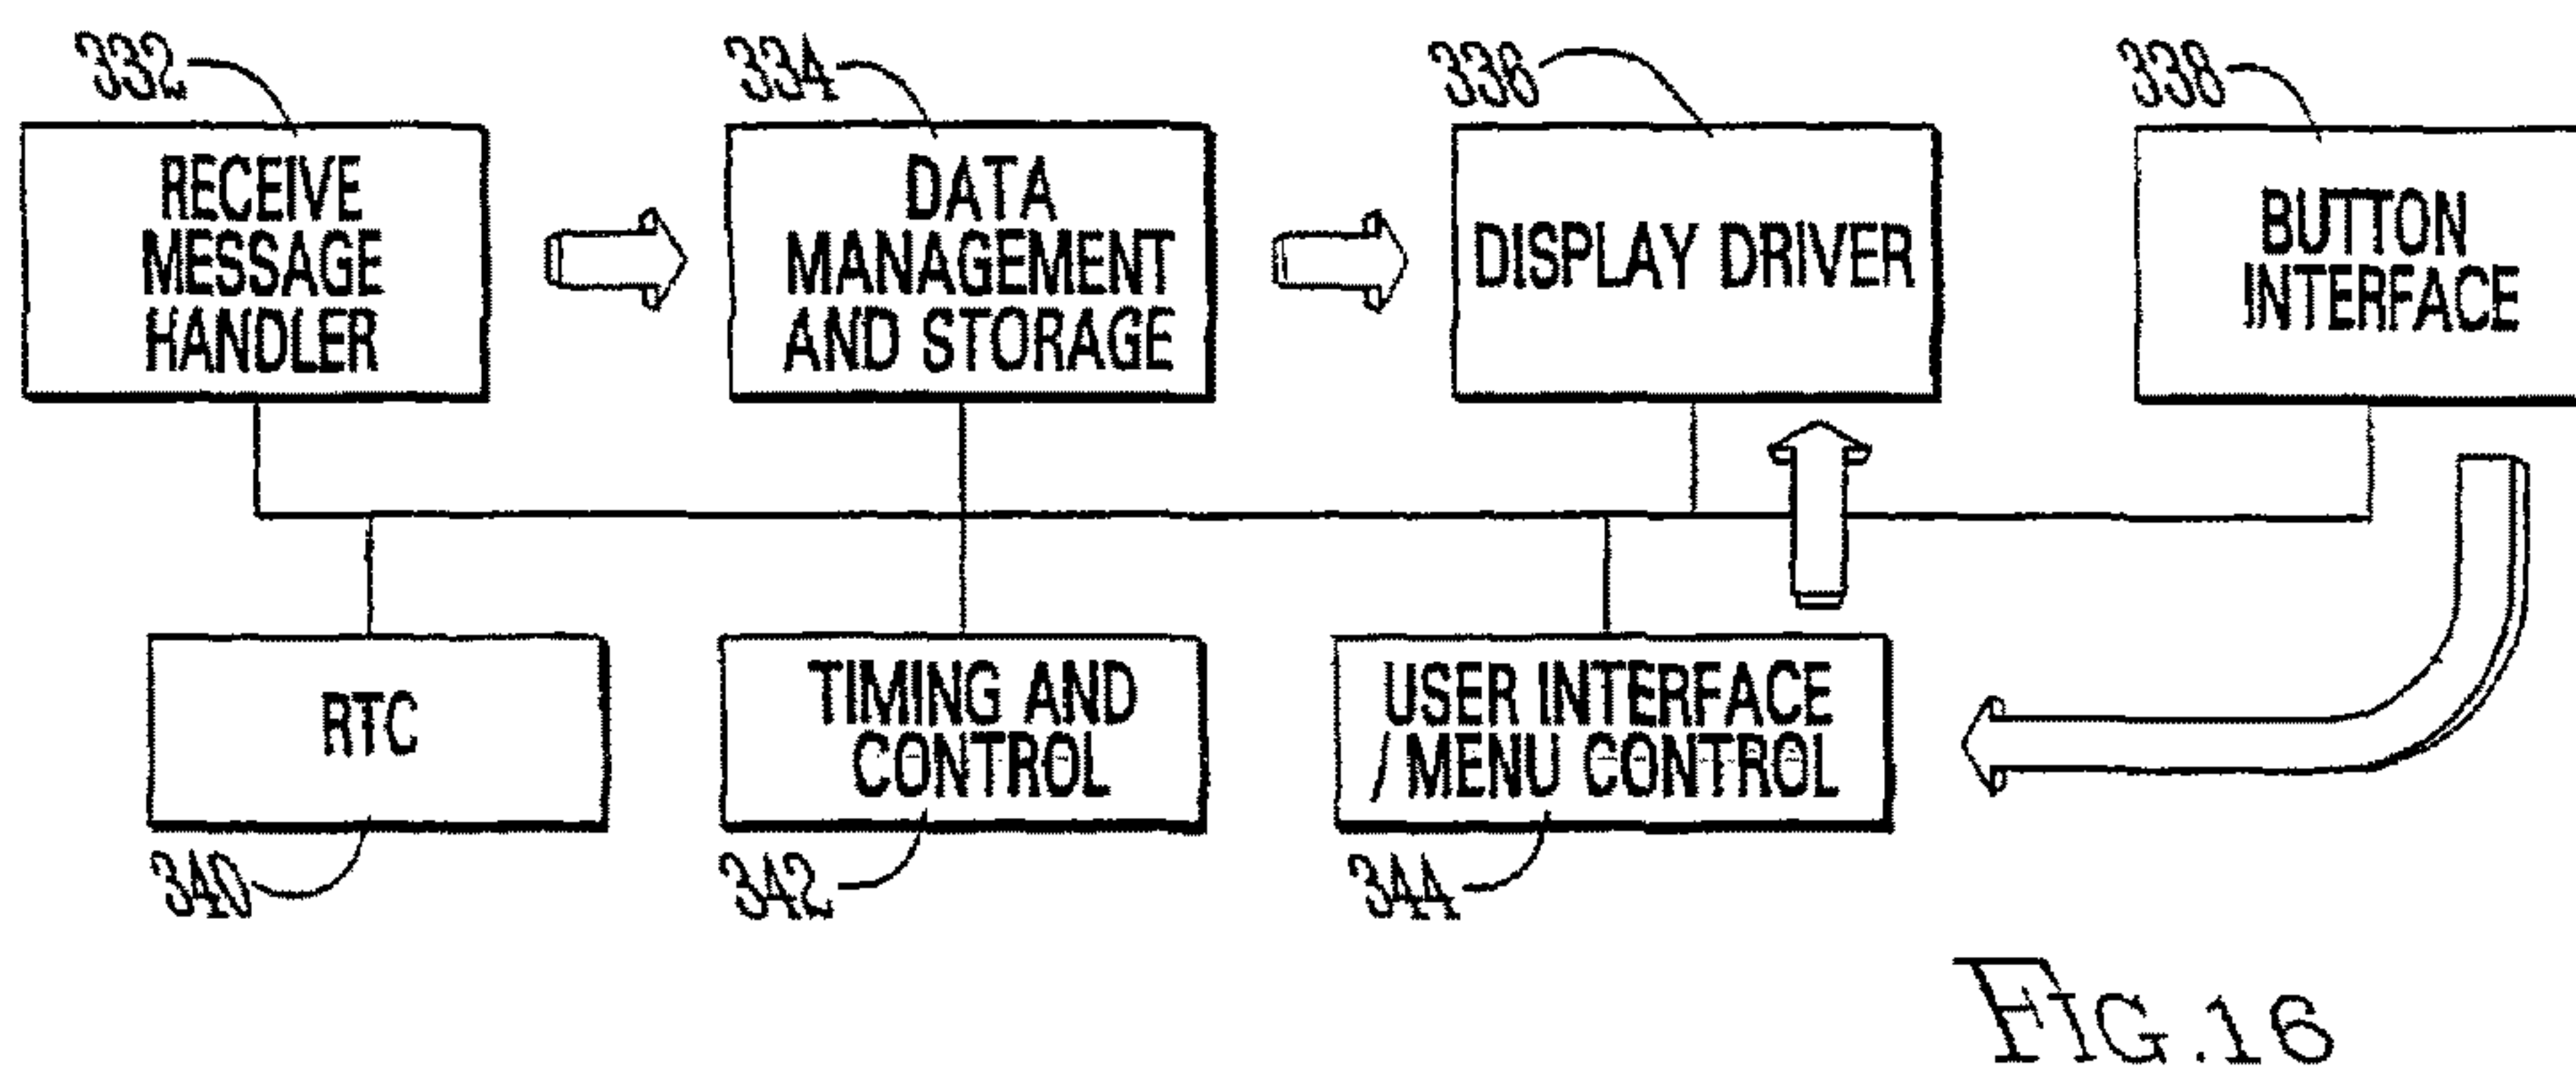 332
334
336
338
RECEIVE
MESSAGE
HANDLER
DATA
MANAGEMENT
AND STORAGE
DISPLAY DRIVER
BUTTON
INTERFACE
RTC
TIMING AND
CONTROL
USER INTERFACE
/MENU CONTROL
340
342
344
FIG.16